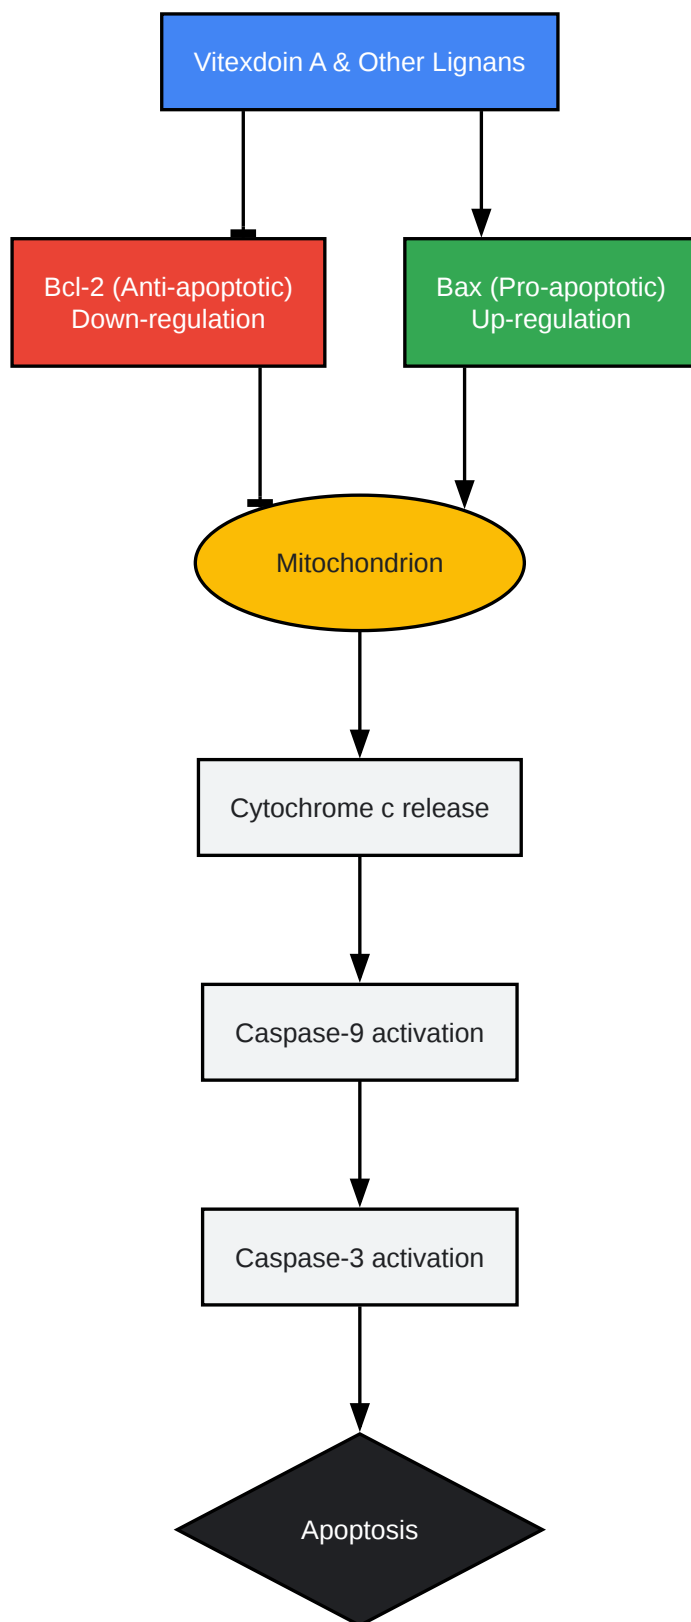 Vitexdoin A & Other Lignans
Bcl-2 (Anti-apoptotic)
Down-regulation
Bax (Pro-apoptotic)
Up-regulation
Mitochondrion
Cytochrome c release
Caspase-9 activation
Caspase-3 activation
Apoptosis